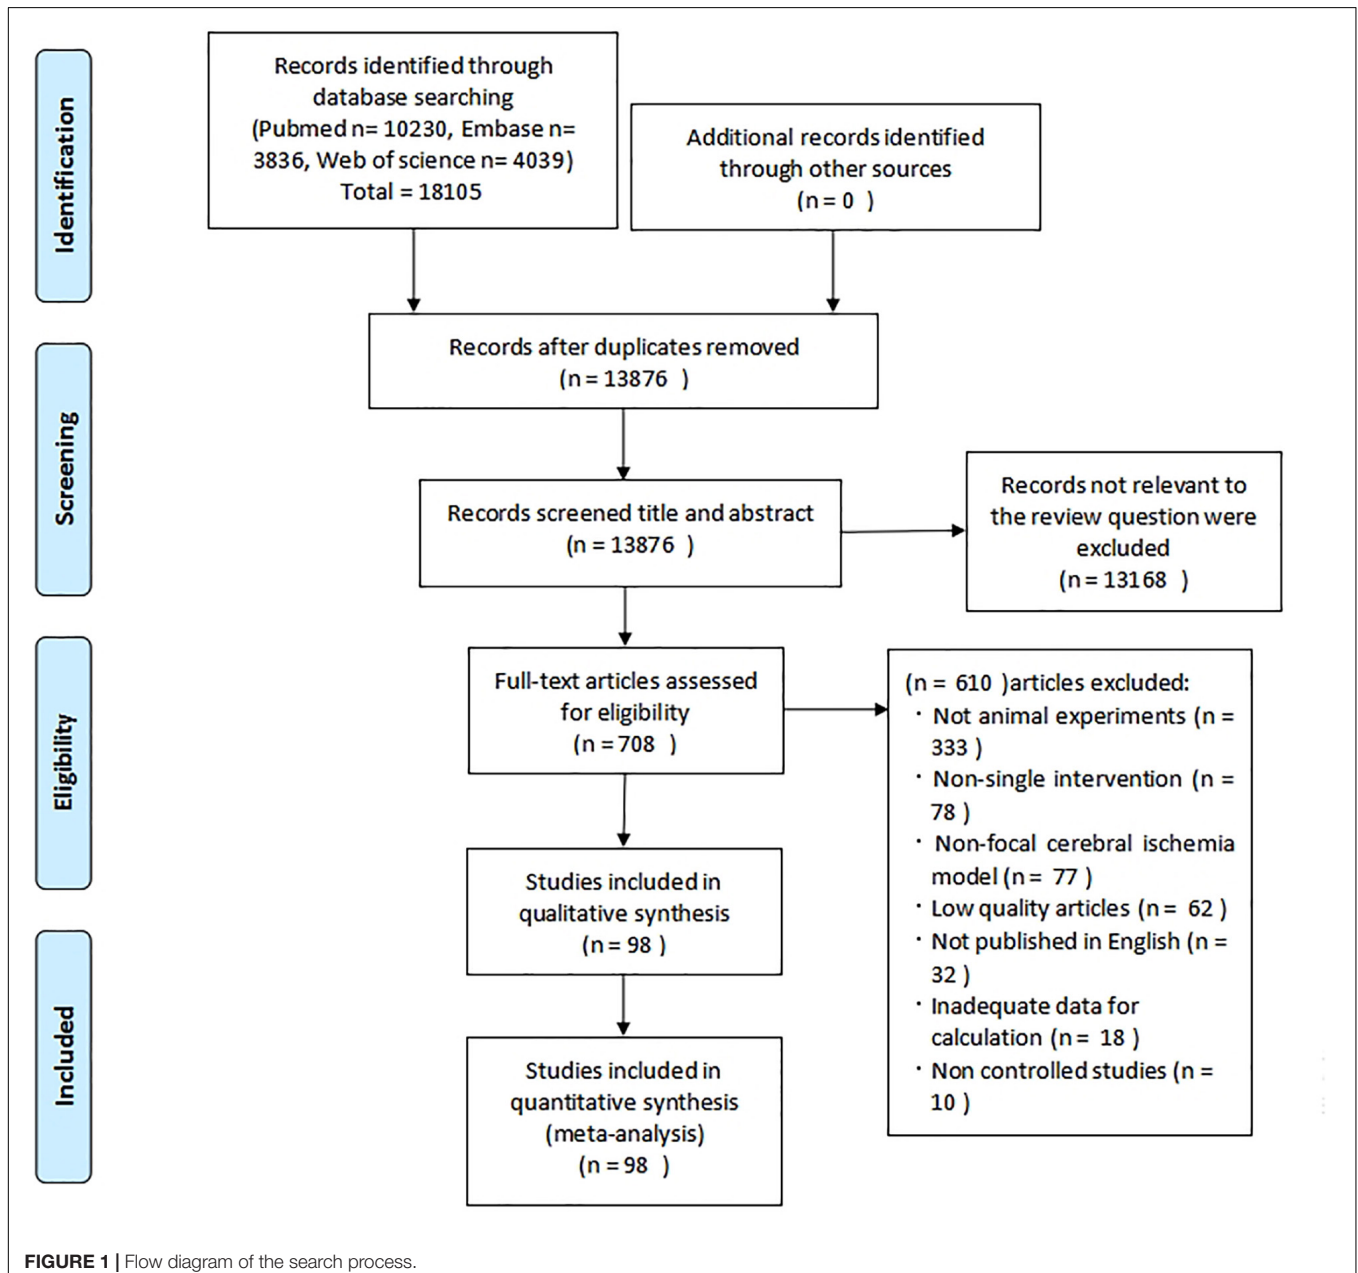 Identification
Records identified through
database searching
(Pubmed n= 10230, Embase n=
3836, Web of science n= 4039)
Total = 18105
Additional records identified
through other sources
(n = 0 )
Screening
Records after duplicates removed
(n = 13876 )
Records screened title and abstract
(n = 13876 )
Records not relevant to
the review question were
excluded
(n = 13168 )
Eligibility
Full-text articles assessed
for eligibility
(n = 708 )
(n = 610 )articles excluded:
· Not animal experiments (n =
333 )
· Non-single intervention (n =
78 )
· Non-focal cerebral ischemia
model (n = 77 )
· Low quality articles (n = 62 )
· Not published in English (n =
32 )
· Inadequate data for
calculation (n = 18 )
· Non controlled studies (n =
10 )
Studies included in
qualitative synthesis
(n = 98 )
Included
Studies included in
quantitative synthesis
(meta-analysis)
(n = 98 )
FIGURE 1 | Flow diagram of the search process.